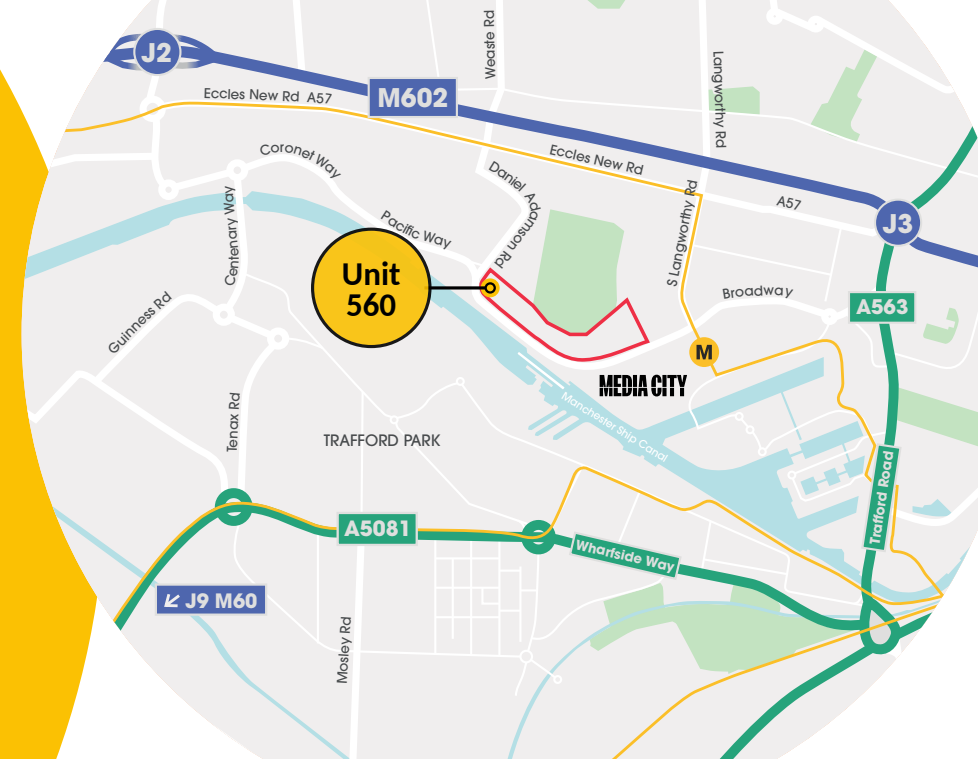 J2
Weaste Rd
Langworthy Rd
Eccles New Rd A57
M602
Coronet Way
Eccles New Rd
Daniel Adamson Rd
S Langworthy Rd
A57
J3
Centenary Way
Pacific Way
Unit
560
Broadway
A563
Guinness Rd
M
MEDIA CITY
Manchester Ship Canal
Tenax Rd
TRAFFORD PARK
Trafford Road
A5081
Wharfside Way
J9 M60
Mosley Rd